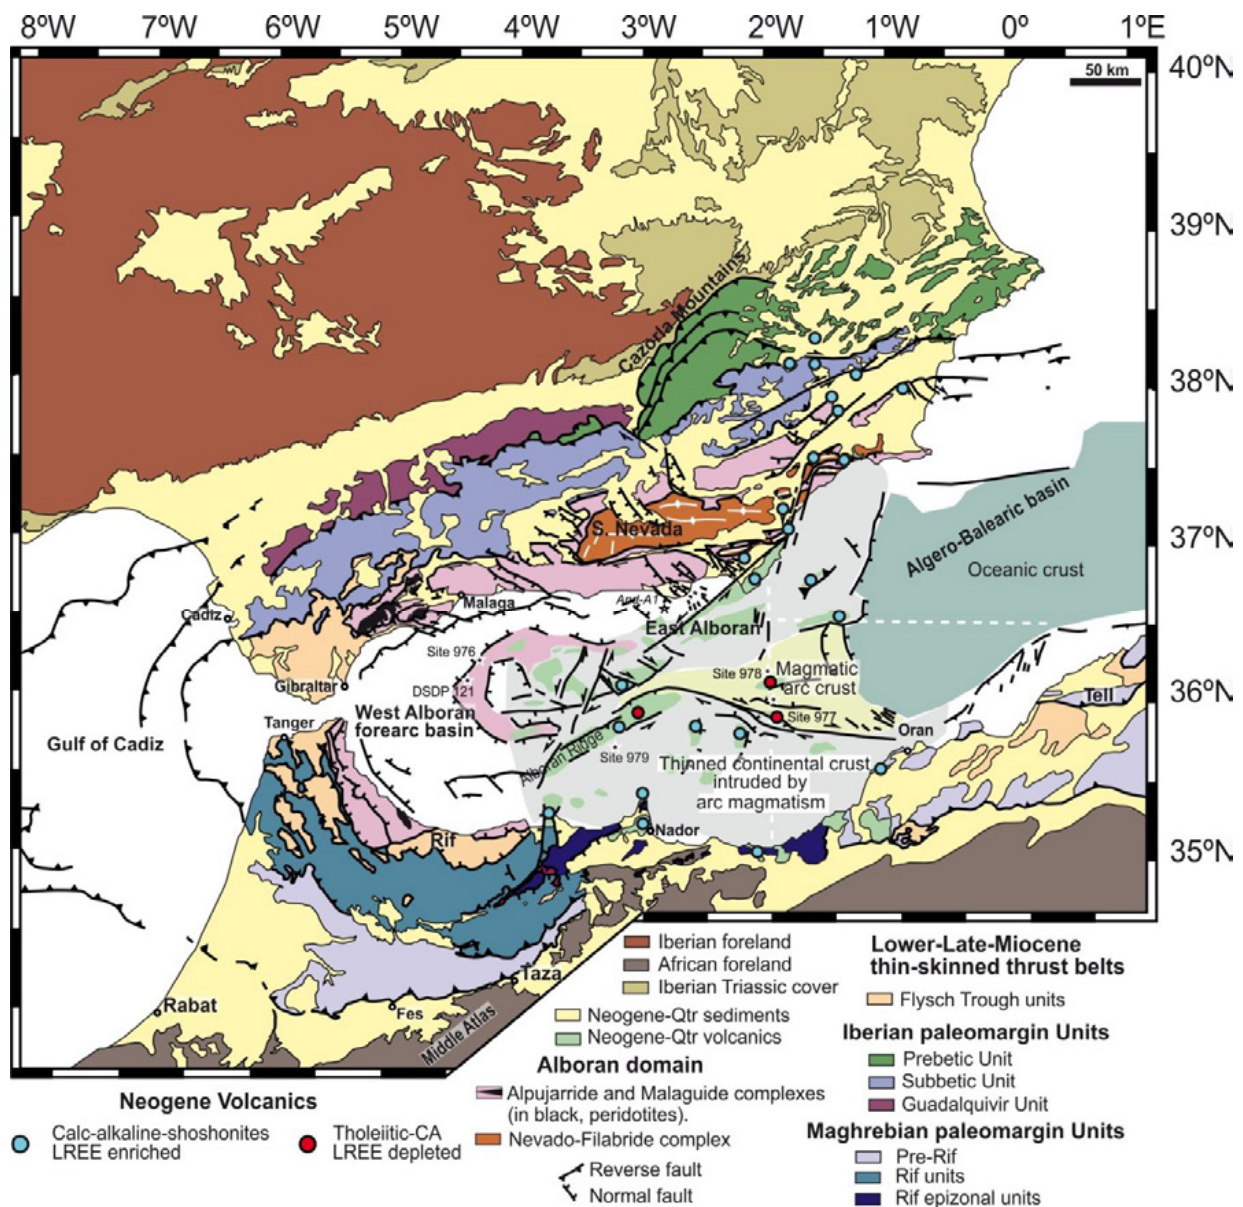 8ºW 7ºW 6ºW 5ºW 4ºW 3ºW 2ºW 1ºW 0º 1ºE
50 km
40ºN
39ºN
38ºN
37ºN
36ºN
35ºN
Cazorla Mountains
S. Nevada
Algero-Balearic basin
Oceanic crust
Malaga
And-A1
Cadiz
East Alboran
Site 976
Site 978
Magmatic
arc crust
Gibraltar
DSDP 121
Tell
West Alboran
forearc basin
Site 977
Tanger
Oran
Gulf of Cadiz
Alboran Ridge
Site 979
Thinned continental crust
intruded by
arc magmatism
Nador
Rif
Taza
Rabat
Fes
Middle Atlas
Iberian foreland
African foreland
Iberian Triassic cover
Neogene-Qtr sediments
Neogene-Qtr volcanics
Alboran domain
Alpujarride and Malaguide complexes
(in black, peridotites).
Nevado-Filabride complex
Reverse fault
Normal fault
Neogene Volcanics
Calc-alkaline-shoshonites
LREE enriched
Tholeiitic-CA
LREE depleted
Lower-Late-Miocene
thin-skinned thrust belts
Flysch Trough units
Iberian paleomargin Units
Prebetic Unit
Subbetic Unit
Guadalquivir Unit
Maghrebian paleomargin Units
Pre-Rif
Rif units
Rif epizonal units